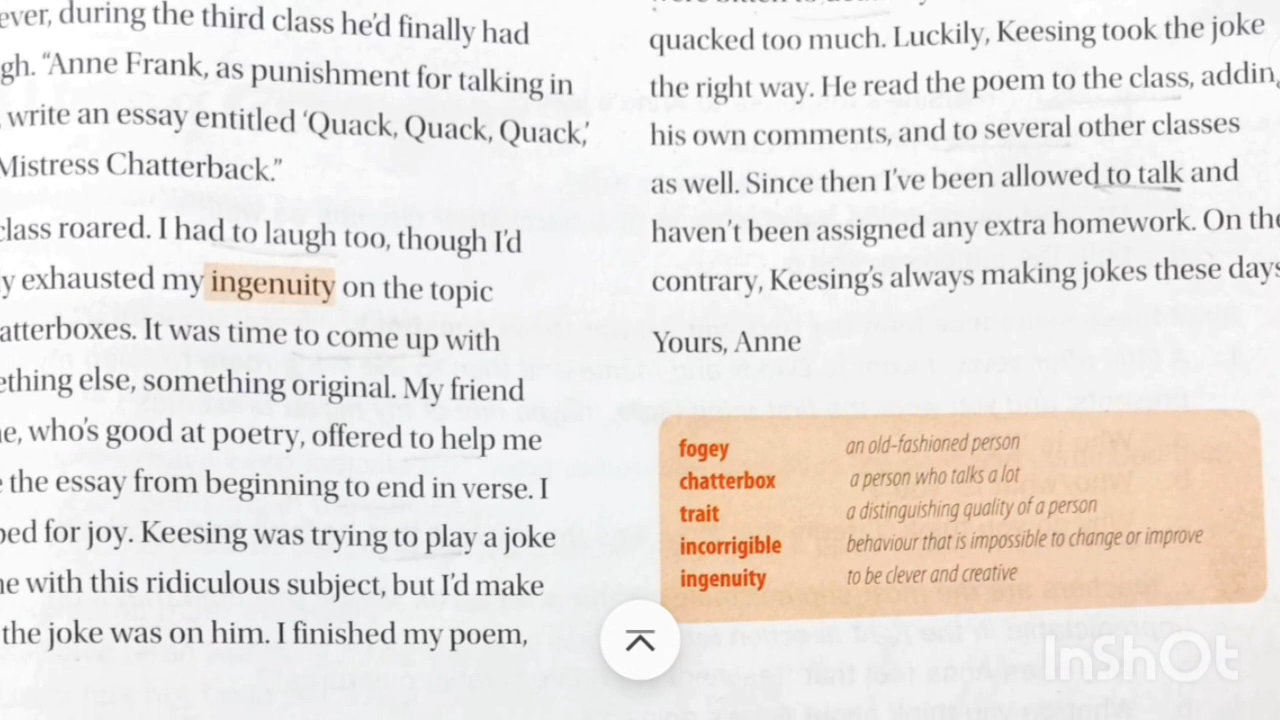 ever, during the third class he'd finally had
gh. "Anne Frank, as punishment for talking in
, write an essay entitled 'Quack, Quack, Quack,'
Mistress Chatterback."
class roared. I had to laugh too, though I'd
y exhausted my ingenuity on the topic
atterboxes. It was time to come up with
ething else, something original. My friend
e, who's good at poetry, offered to help me
the essay from beginning to end in verse. I
ped for joy. Keesing was trying to play a joke
e with this ridiculous subject, but I'd make
the joke was on him. I finished my poem,
quacked too much. Luckily, Keesing took the joke
the right way. He read the poem to the class, addin
his own comments, and to several other classes
as well. Since then I've been allowed to talk and
haven't been assigned any extra homework. On the
contrary, Keesing's always making jokes these days
Yours, Anne
fogey an old-fashioned person
chatterbox a person who talks a lot
trait a distinguishing quality of a person
incorrigible behaviour that is impossible to change or improve
ingenuity to be clever and creative
InShOt